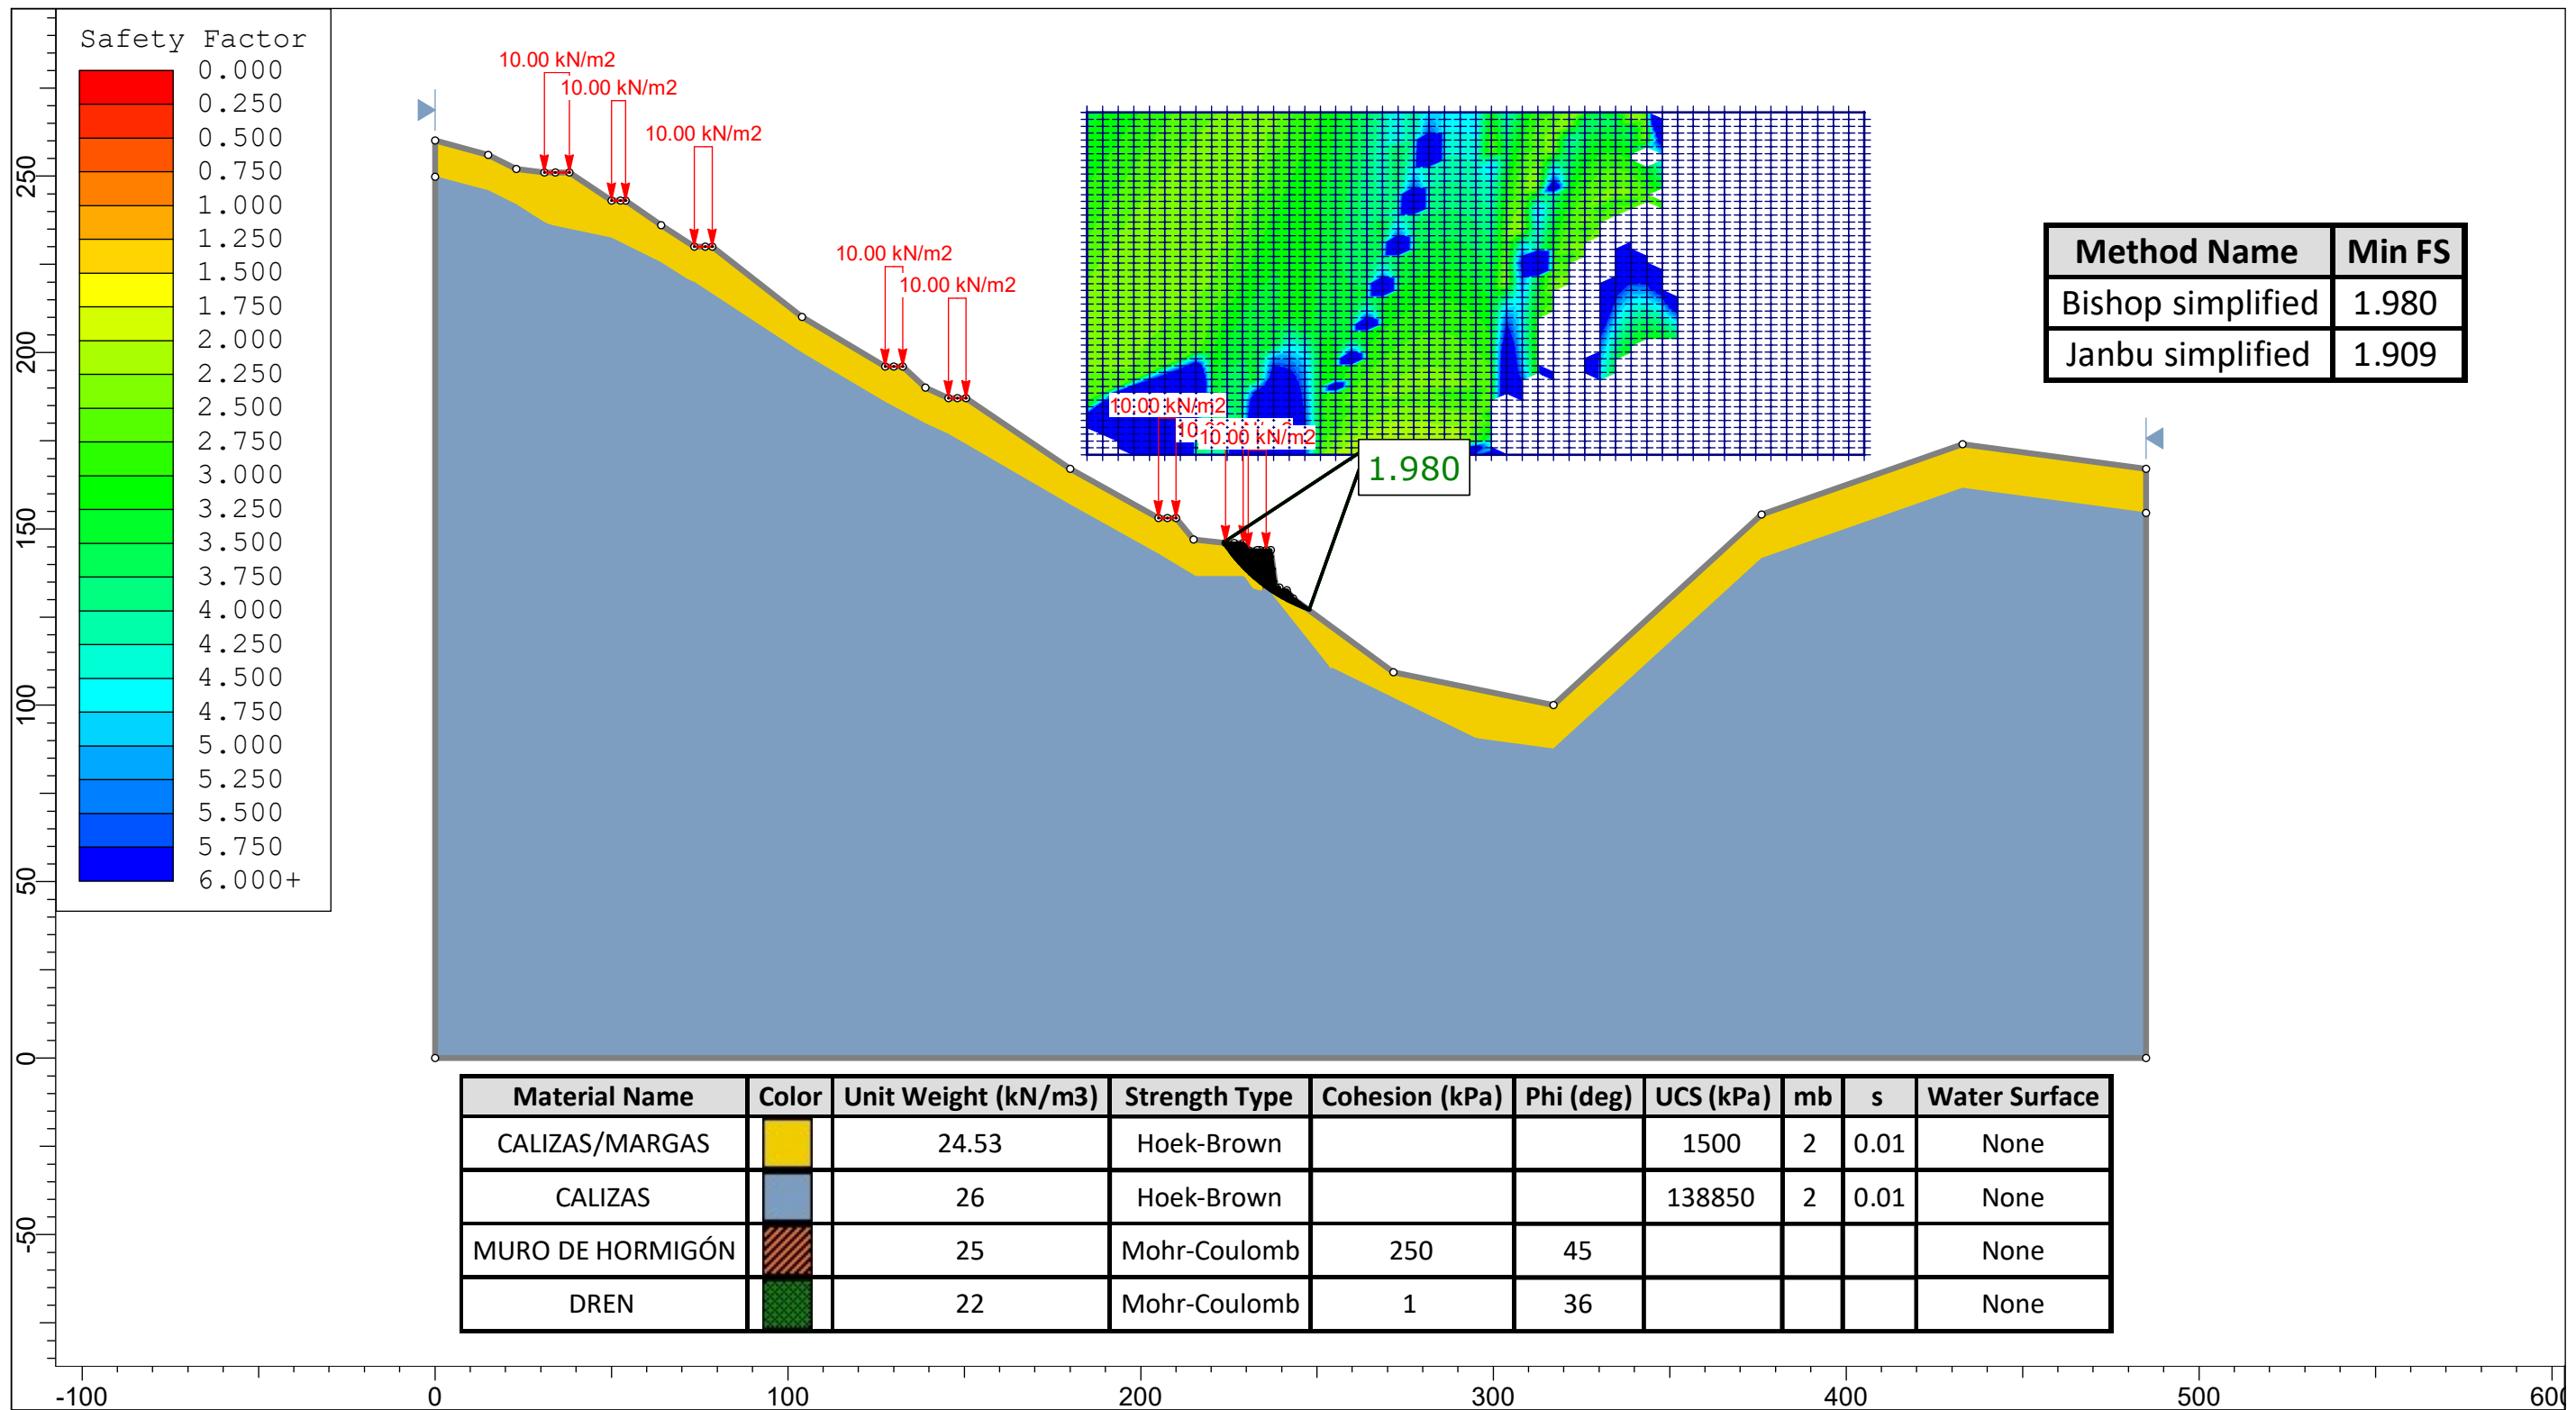 Safety Factor
0.000
0.250
0.500
0.750
1.000
1.250
1.500
1.750
2.000
2.250
2.500
2.750
3.000
3.250
3.500
3.750
4.000
4.250
4.500
4.750
5.000
5.250
5.500
5.750
6.000+
10.00 kN/m2
10.00 kN/m2
10.00 kN/m2
10.00 kN/m2
10.00 kN/m2
10.00 kN/m2
10.00 kN/m2
1.980
Method Name Min FS
Bishop simplified 1.980
Janbu simplified 1.909
250
200
150
100
50
0
-50
Material Name Color Unit Weight (kN/m3) Strength Type Cohesion (kPa) Phi (deg) UCS (kPa) mb s Water Surface
CALIZAS/MARGAS 24.53 Hoek-Brown 1500 2 0.01 None
CALIZAS 26 Hoek-Brown 138850 2 0.01 None
MURO DE HORMIGÓN 25 Mohr-Coulomb 250 45 None
DREN 22 Mohr-Coulomb 1 36 None
-100 0 100 200 300 400 500